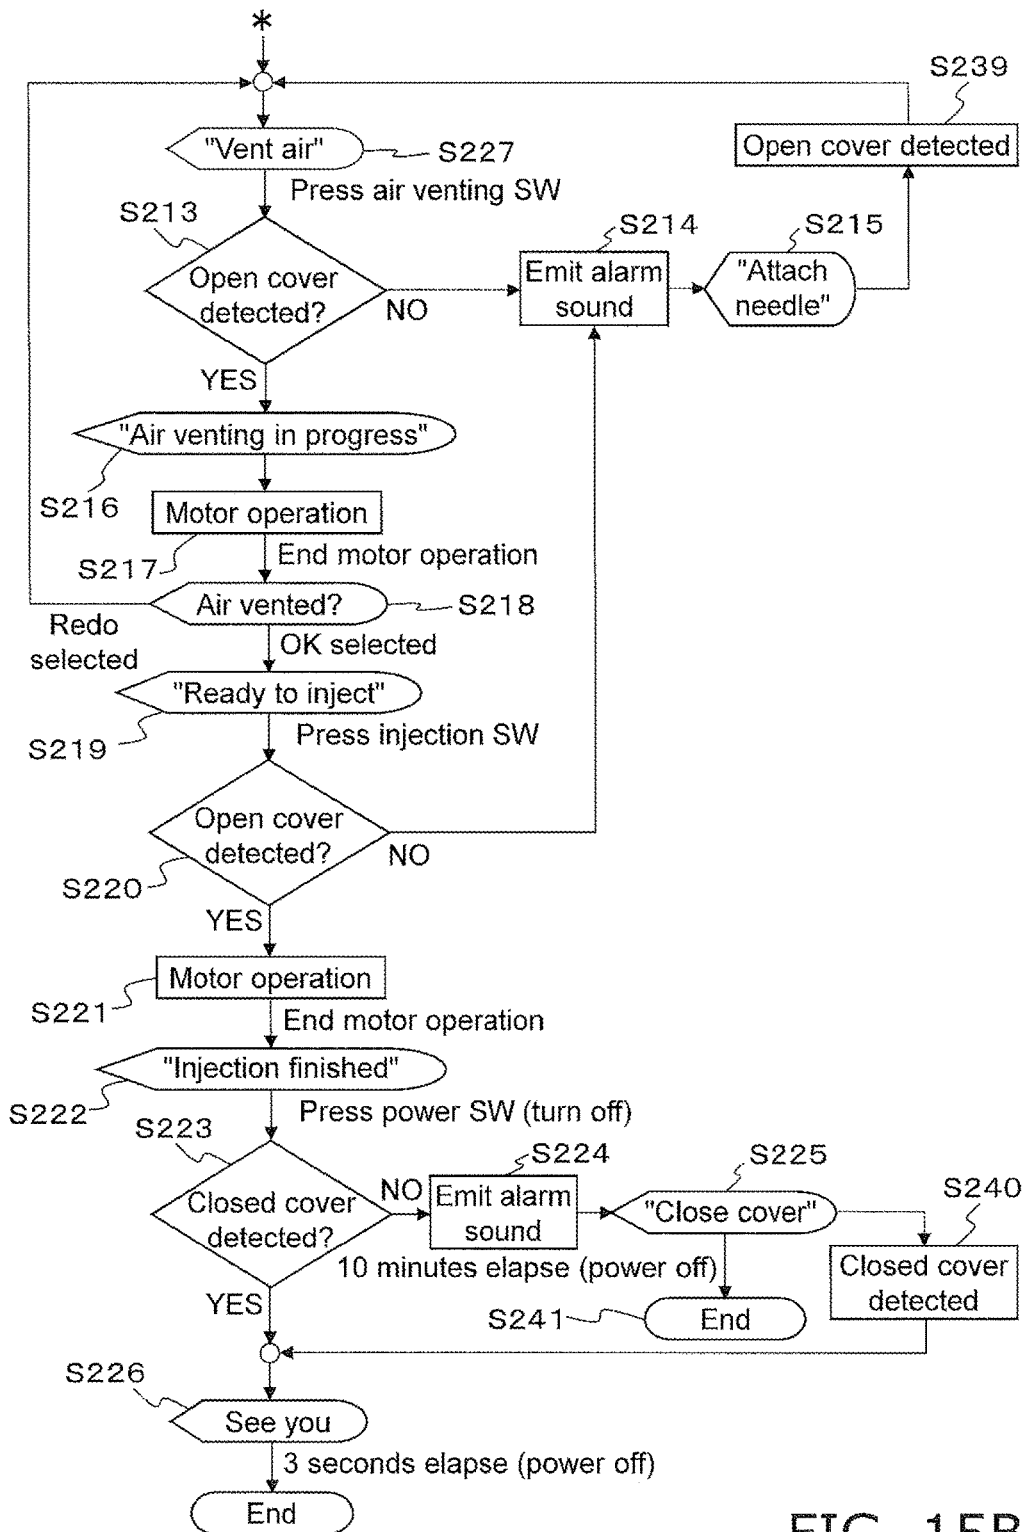 *
S239
"Vent air"
S227
Open cover detected
Press air venting SW
S213
S214
S215
Open cover
detected?
NO
Emit alarm
sound
"Attach
needle"
YES
"Air venting in progress"
S216
Motor operation
S217
End motor operation
Air vented?
S218
Redo
selected
OK selected
"Ready to inject"
S219
Press injection SW
Open cover
detected?
NO
S220
YES
Motor operation
S221
End motor operation
"Injection finished"
S222
Press power SW (turn off)
S223
S224
S225
S240
Closed cover
detected?
NO
Emit alarm
sound
"Close cover"
Closed cover
detected
10 minutes elapse (power off)
YES
S241
End
S226
See you
3 seconds elapse (power off)
End
FIG. 15B